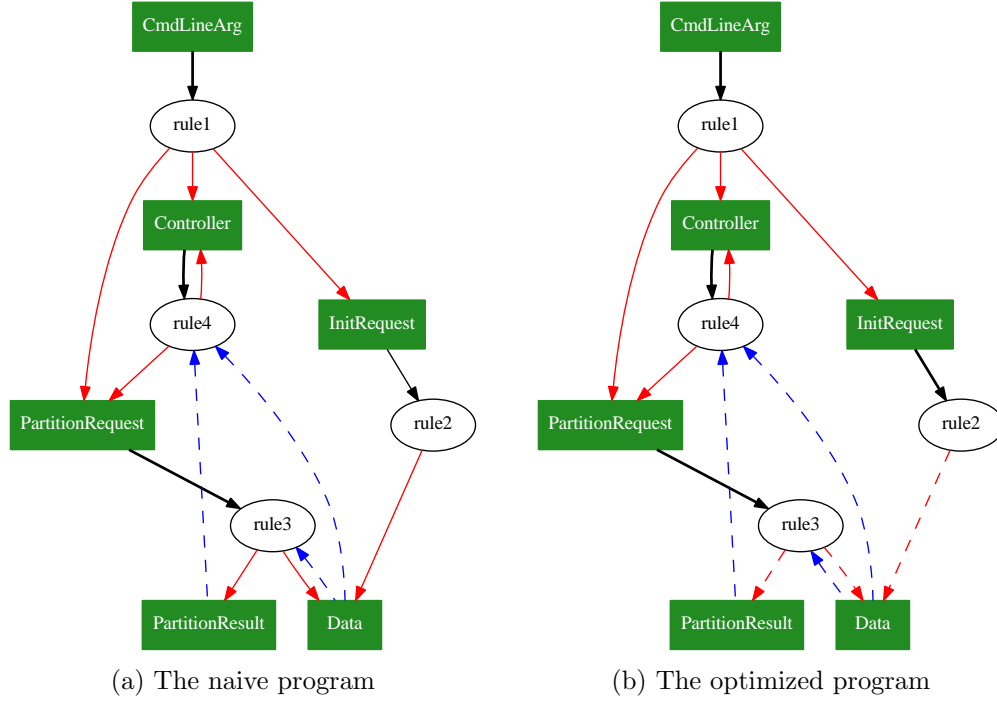 CmdLineArg
rule1
Controller
rule4
InitRequest
PartitionRequest
rule2
rule3
PartitionResult
Data
(a) The naive program
CmdLineArg
rule1
Controller
rule4
InitRequest
PartitionRequest
rule2
rule3
PartitionResult
Data
(b) The optimized program